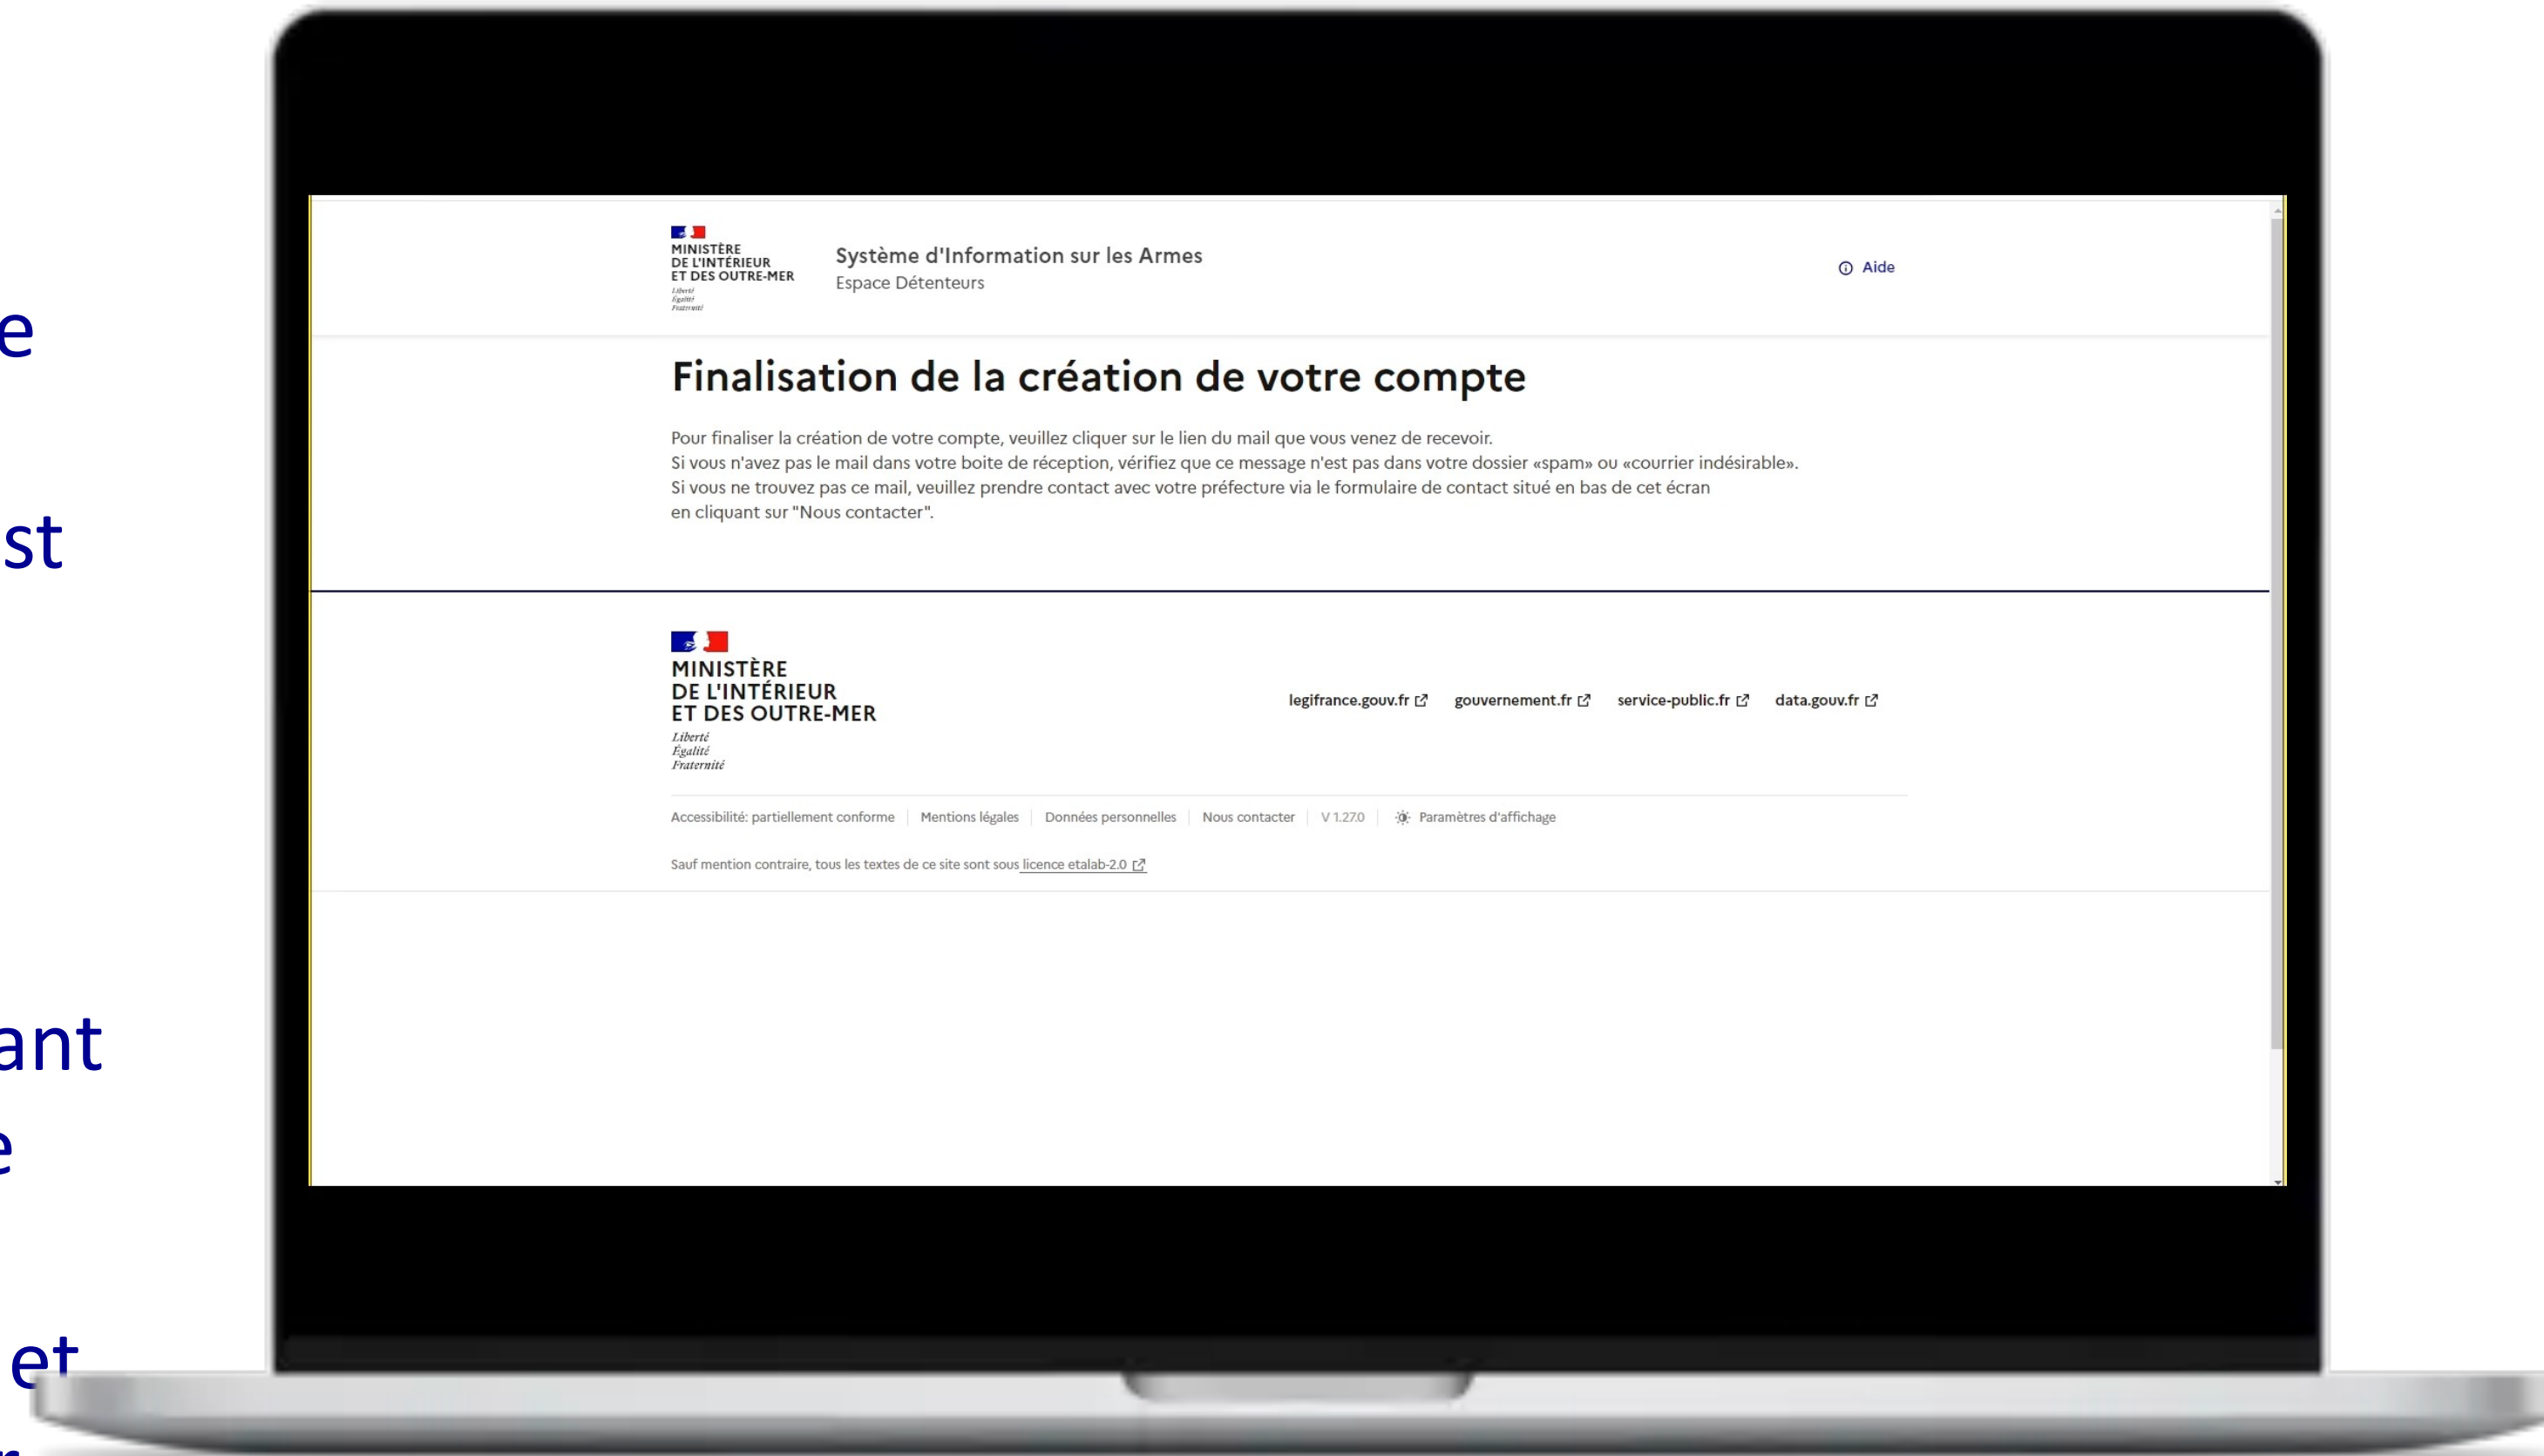 e
st
ant
e
et
MINISTÈRE
DE L'INTÉRIEUR
ET DES OUTRE-MER
Liberté
Égalité
Fraternité
Système d'Information sur les Armes
Espace Détenteurs
Aide
Finalisation de la création de votre compte
Pour finaliser la création de votre compte, veuillez cliquer sur le lien du mail que vous venez de recevoir.
Si vous n'avez pas le mail dans votre boite de réception, vérifiez que ce message n'est pas dans votre dossier «spam» ou «courrier indésirable».
Si vous ne trouvez pas ce mail, veuillez prendre contact avec votre préfecture via le formulaire de contact situé en bas de cet écran
en cliquant sur "Nous contacter".
MINISTÈRE
DE L'INTÉRIEUR
ET DES OUTRE-MER
Liberté
Égalité
Fraternité
legifrance.gouv.fr gouvernement.fr service-public.fr data.gouv.fr
Accessibilité: partiellement conforme Mentions légales Données personnelles Nous contacter V 1.27.0 Paramètres d'affichage
Sauf mention contraire, tous les textes de ce site sont sous licence etalab-2.0